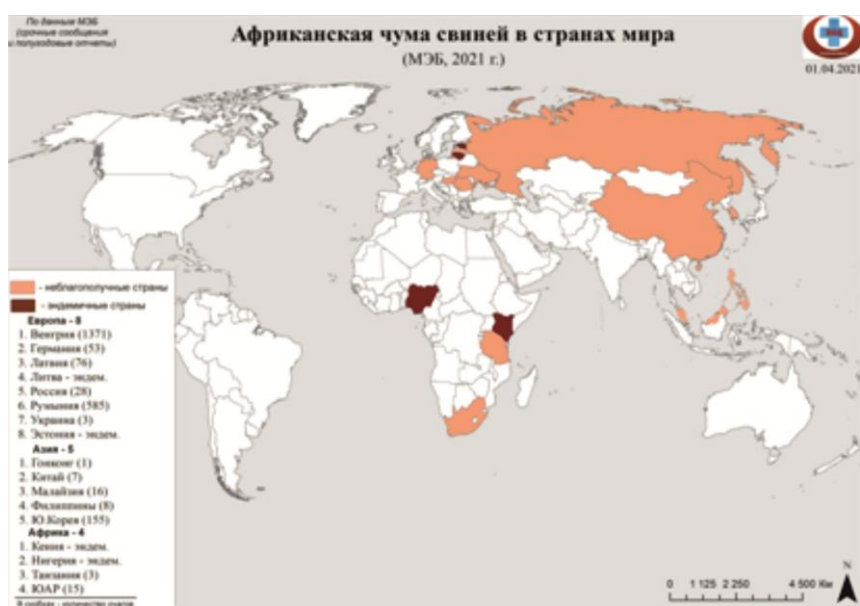 По данным МЭБ
(срочные сообщения
и полугодовые отчеты)
Африканская чума свиней в странах мира
(МЭБ, 2021 г.)
01.04.2021
- неблагополучные страны
- эндемичные страны
Европа - 8
1. Венгрия (1371)
2. Германия (53)
3. Латвия (76)
4. Литва - эндем.
5. Россия (28)
6. Румыния (585)
7. Украина (3)
8. Эстония - эндем.
Азия - 5
1. Гонконг (1)
2. Китай (7)
3. Малайзия (16)
4. Филиппины (8)
5. Ю.Корея (155)
Африка - 4
1. Кения - эндем.
2. Нигерия - эндем.
3. Танзания (3)
4. ЮАР (15)
В скобках - количество очагов
N
0 1 125 2 250 4 500 Км